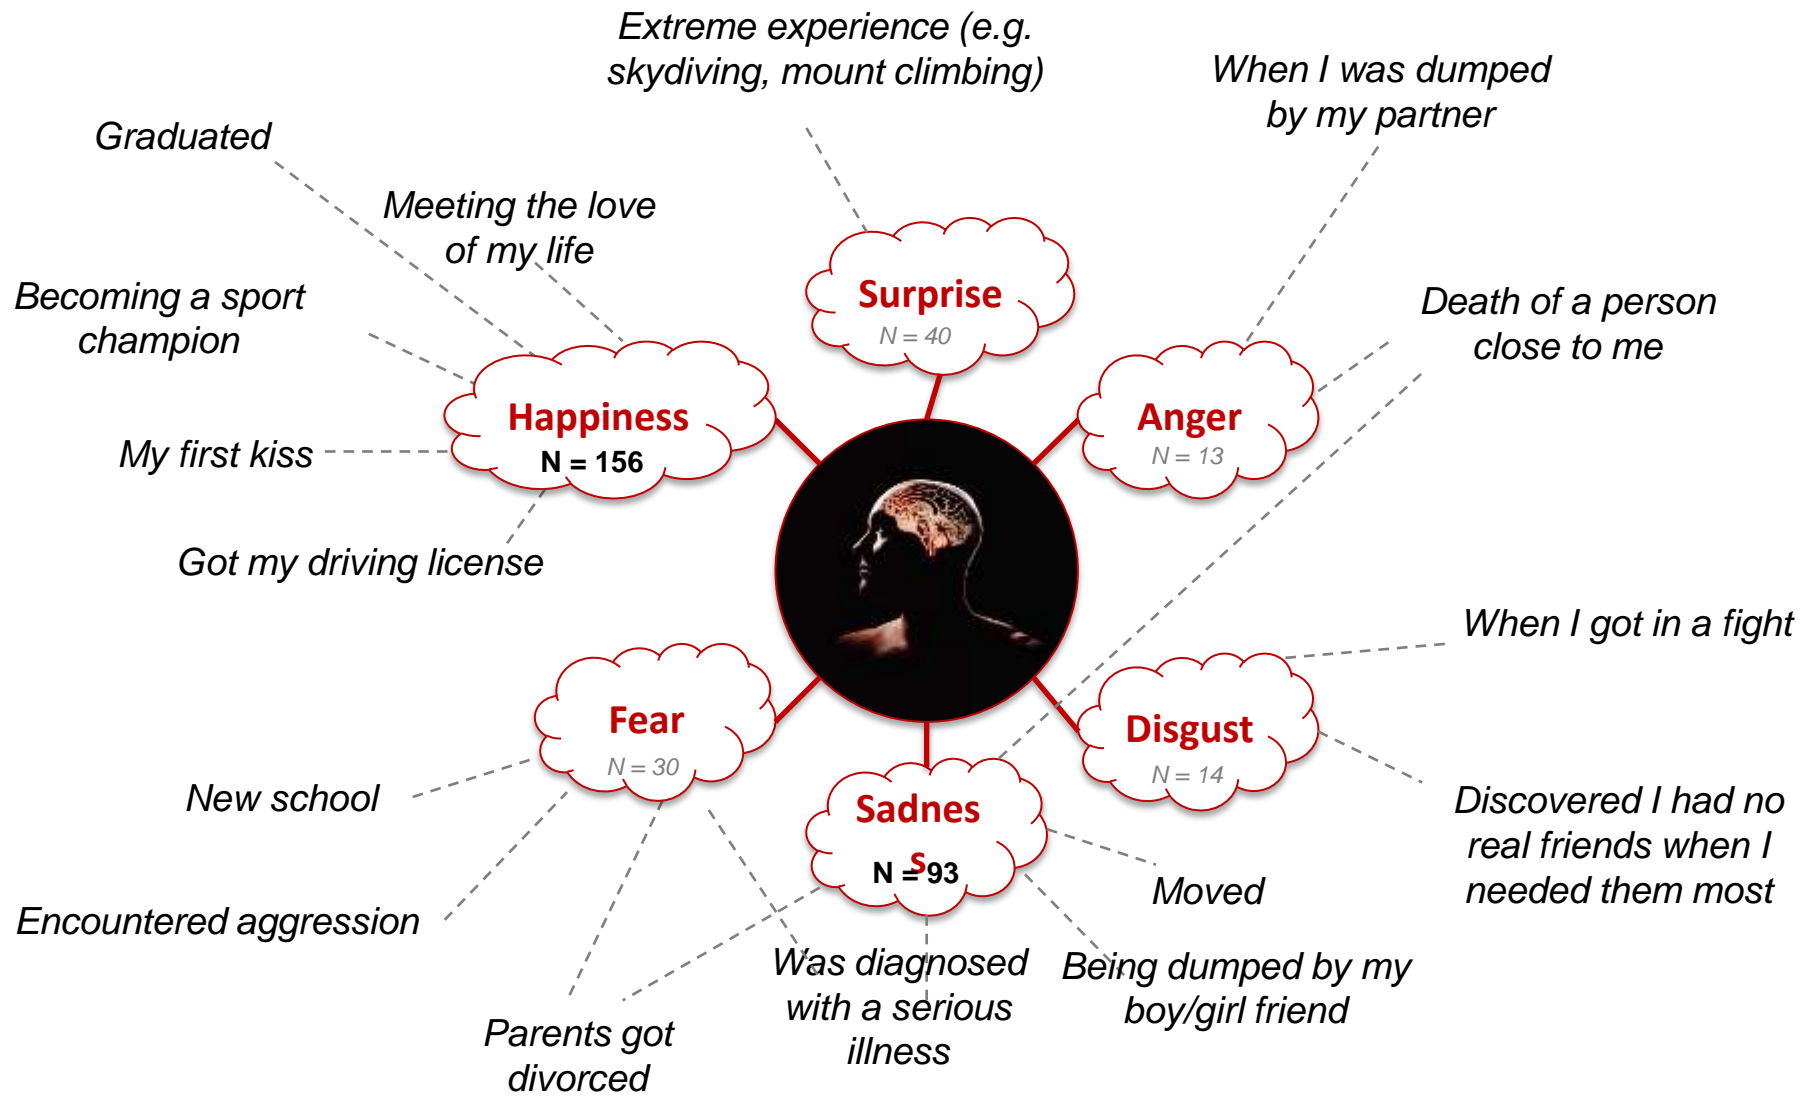 Extreme experience (e.g.
skydiving, mount climbing)
When I was dumped
by my partner
Graduated
Meeting the love
of my life
Becoming a sport
champion
Surprise
N = 40
Death of a person
close to me
Happiness
N = 156
Anger
N = 13
My first kiss
Got my driving license
When I got in a fight
Fear
N = 30
Disgust
N = 14
New school
Sadnes
s
N = 93
Discovered I had no
real friends when I
needed them most
Moved
Encountered aggression
Was diagnosed
with a serious
illness
Being dumped by my
boy/girl friend
Parents got
divorced